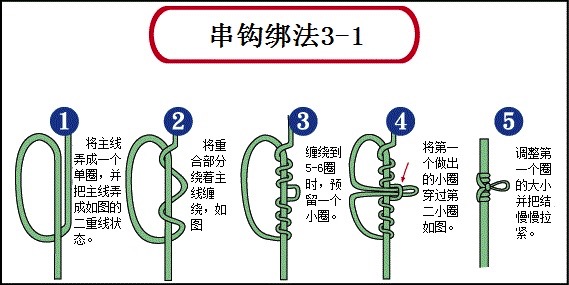 串钩绑法3-1
1
将主线
弄成一个
单圈，并
把主线弄
成如图的
二重线状
态。
2
将重
合部分
绕着主
线缠
绕，如
图
3
缠绕到
5-6圈
时，预
留一个
小圈。
4
将第一
个做出
的小圈
穿过第
二小圈
如图。
5
调整第
一个圈
的大小
并把结
慢慢拉
紧。